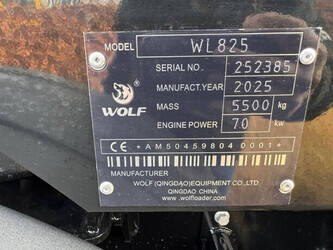 MODEL WL825
SERIAL NO. 252385
MANUFACT.YEAR 2025
MASS 5500 kg
ENGINE POWER 70 kw
WOLF
CE *AM50459804 0001*
MANUFACTURER
WOLF (QINGDAO)EQUIPMENT CO.,LTD
QINGDAO CHINA
www.wolfloader.com